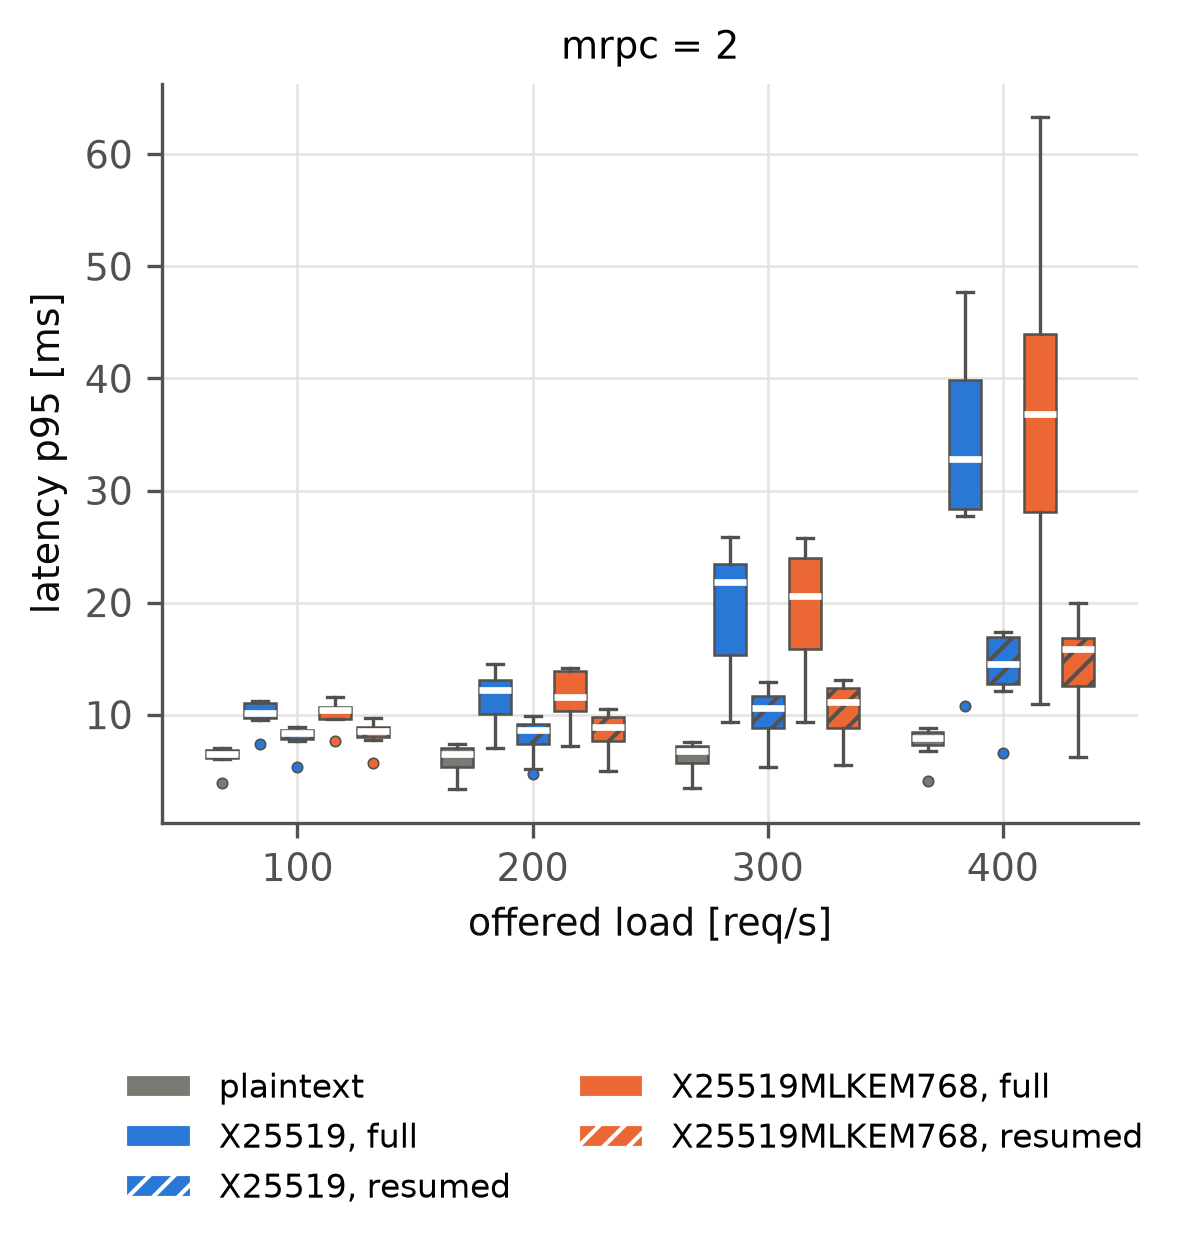 mrpc = 2
60
50
40
30
20
10
latency p95 [ms]
100 200 300 400
offered load [req/s]
plaintext
X25519, full
X25519, resumed
X25519MLKEM768, full
X25519MLKEM768, resumed